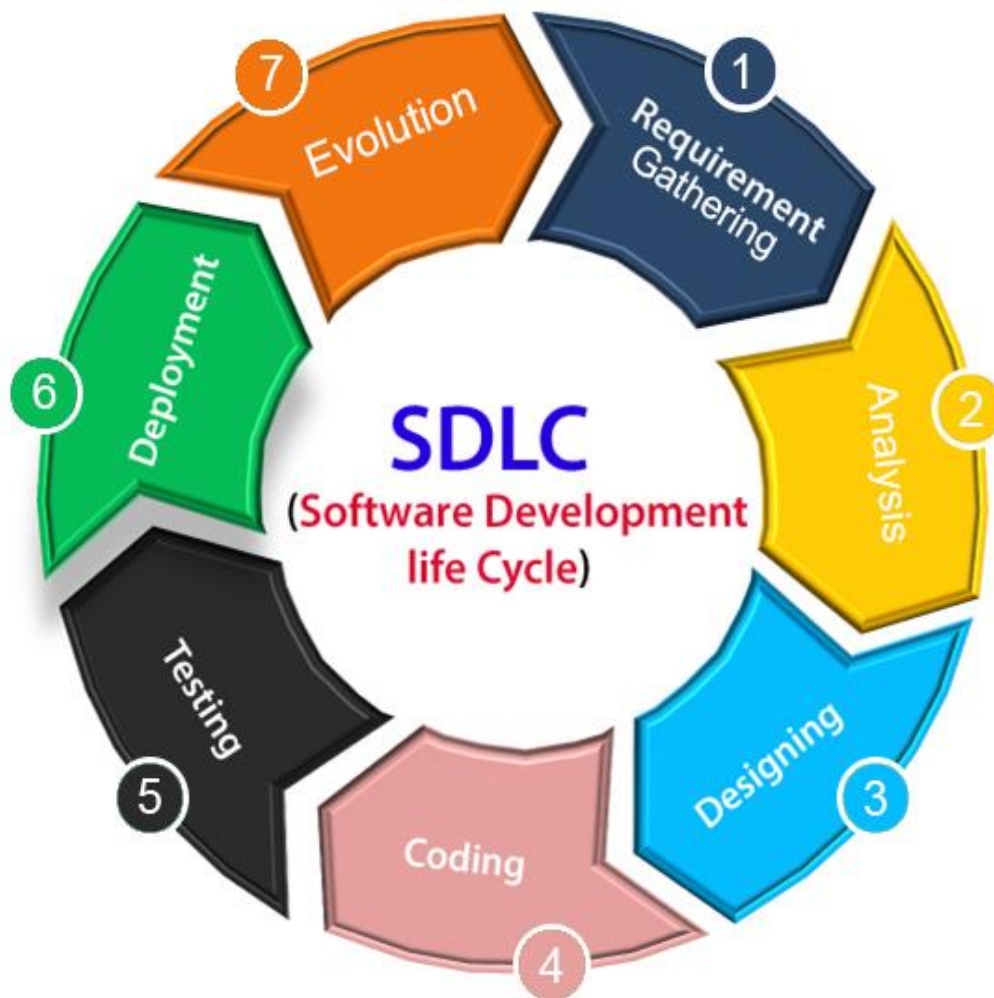 SDLC
(Software Development
life Cycle)
1
Requirement
Gathering
2
Analysis
3
Designing
4
Coding
5
Testing
6
Deployment
7
Evolution